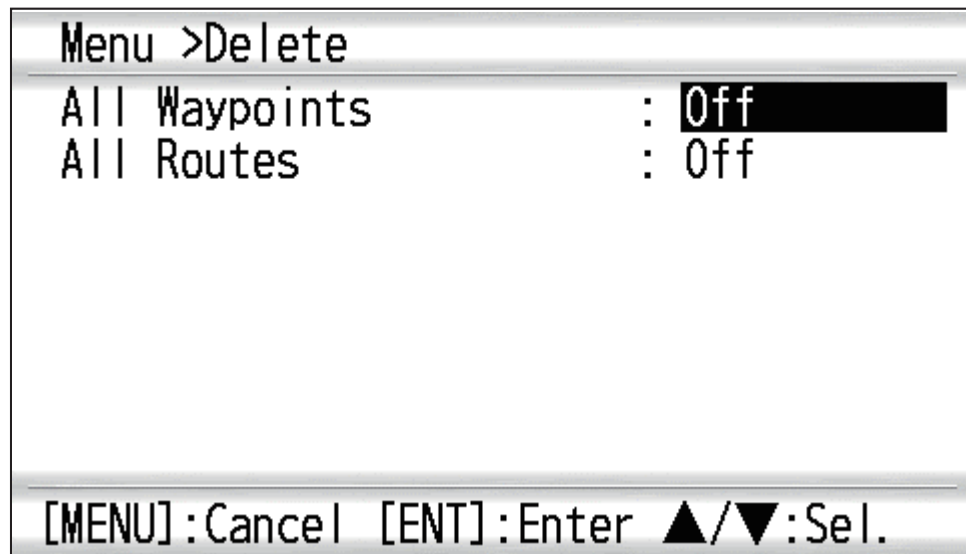 Menu >Delete
All Waypoints : Off
All Routes : Off
[MENU]:Cancel [ENT]:Enter ▲/▼:Sel.